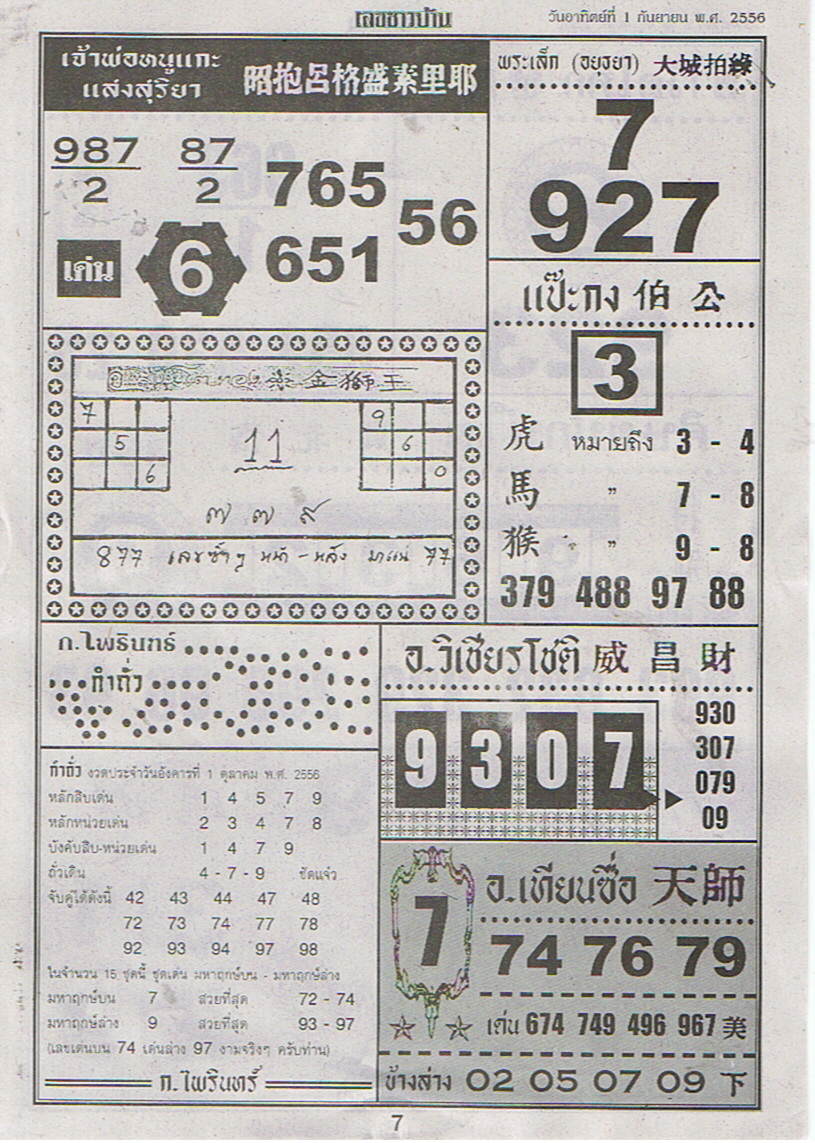 เลขชาวบ้าน
วันอาทิตย์ที่ 1 กันยายน พ.ศ. 2556
เจ้าพ่อหนูแกะ
แสงสุริยา
昭抱呂格盛素里耶
987
2
87
2
765
56
เด่น
6
651
พระเล็ก (อยุธยา) 大城拍綠
7
927
แป๊ะกง 伯 公
3
虎 หมายถึง 3 - 4
馬 " 7 - 8
猴 " 9 - 8
379 488 97 88
金獅王
7
5
6
11
9
6
0
๗ ๗ ๙
877 เลขซ้ำๆ หน้า - หลัง มาแน่ 77
ก.ไพรินทร์
กำถั่ว
กำถั่ว งวดประจำวันอังคารที่ 1 ตุลาคม พ.ศ. 2556
หลักสิบเด่น 1 4 5 7 9
หลักหน่วยเด่น 2 3 4 7 8
บังคับสิบ-หน่วยเด่น 1 4 7 9
ถั่วเดิน 4 - 7 - 9 ชัดแจ๋ว
จับคู่ได้ดังนี้ 42 43 44 47 48
72 73 74 77 78
92 93 94 97 98
ในจำนวน 15 ชุดนี้ ชุดเด่น มหาฤกษ์บน - มหาฤกษ์ล่าง
มหาฤกษ์บน 7 สวยที่สุด 72 - 74
มหาฤกษ์ล่าง 9 สวยที่สุด 93 - 97
(เลขเด่นบน 74 เด่นล่าง 97 งามจริงๆ ครับท่าน)
ก.ไพรินทร์
อ.วิเชียรโชติ 威 昌 財
9 3 0 7
930
307
079
09
7
อ.เทียนซือ 天師
74 76 79
เด่น 674 749 496 967 美
ข้างล่าง 02 05 07 09 下
7